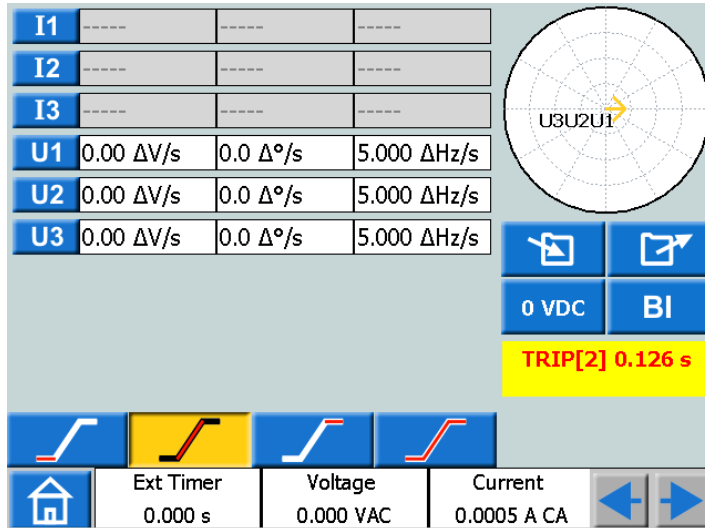 I1 ----- ----- -----
I2 ----- ----- -----
I3 ----- ----- -----
U1 0.00 ΔV/s 0.0 Δ°/s 5.000 ΔHz/s
U2 0.00 ΔV/s 0.0 Δ°/s 5.000 ΔHz/s
U3 0.00 ΔV/s 0.0 Δ°/s 5.000 ΔHz/s
U3U2U1
0 VDC BI
TRIP[2] 0.126 s
Ext Timer Voltage Current
0.000 s 0.000 VAC 0.0005 A CA